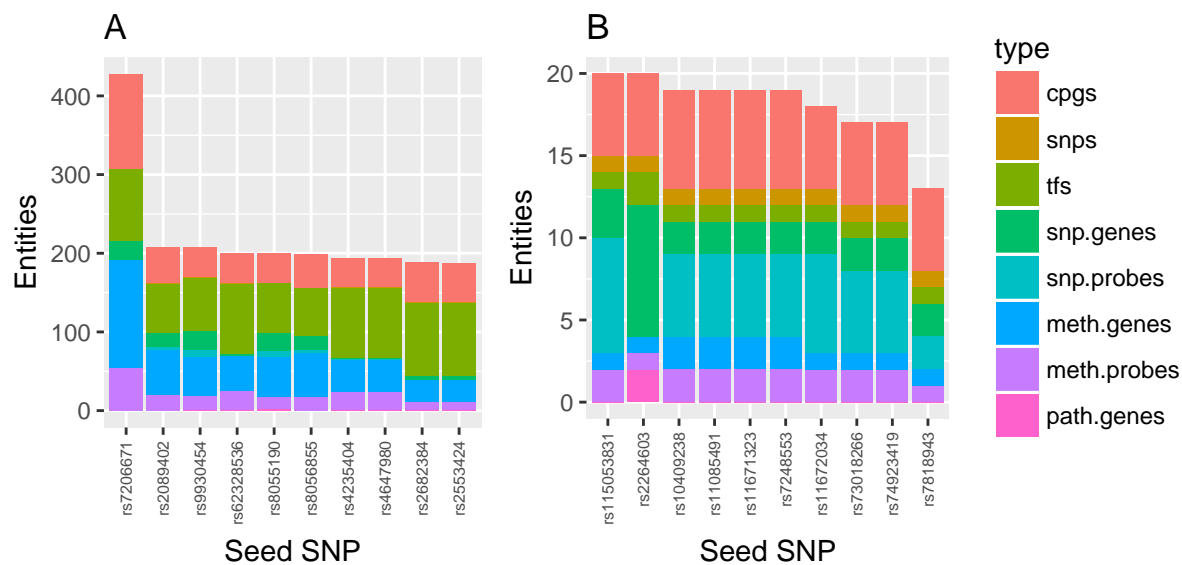 A
Entities
400
300
200
100
0
rs7206671
rs2089402
rs9930454
rs62328536
rs8055190
rs8056855
rs4235404
rs4647980
rs2682384
rs2553424
Seed SNP
B
Entities
20
15
10
5
0
rs115053831
rs2264603
rs10409238
rs11085491
rs11671323
rs7248553
rs11672034
rs73018266
rs74923419
rs7818943
Seed SNP
type
cpgs
snps
tfs
snp.genes
snp.probes
meth.genes
meth.probes
path.genes